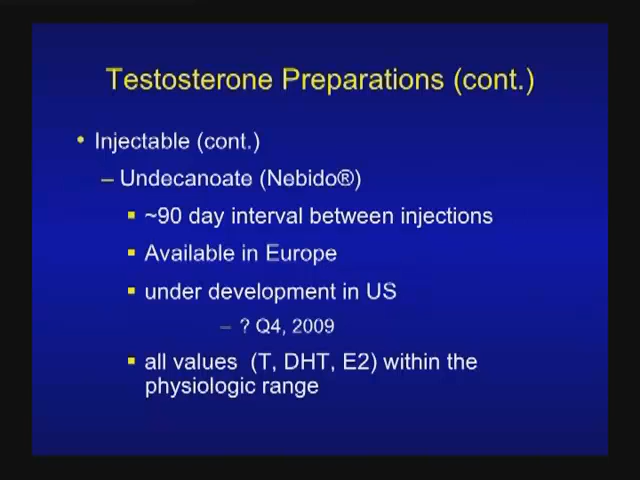 Testosterone Preparations (cont.)
• Injectable (cont.)
– Undecanoate (Nebido®)
▪ ~90 day interval between injections
▪ Available in Europe
▪ under development in US
– ? Q4, 2009
▪ all values (T, DHT, E2) within the
physiologic range